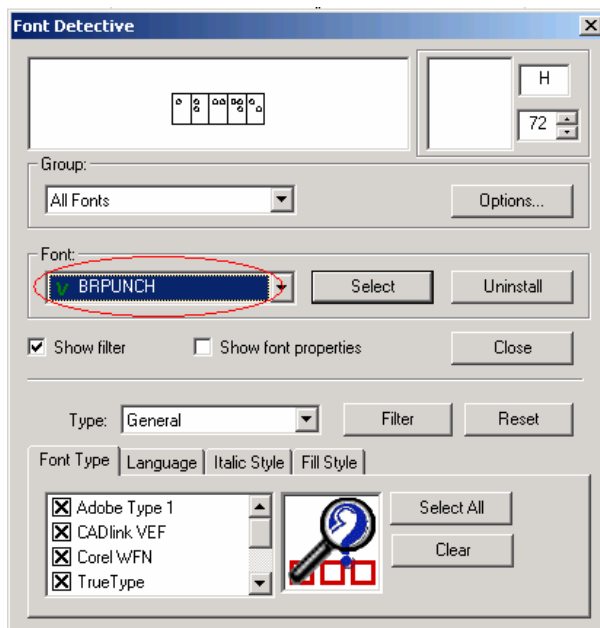 Font Detective
H
72
Group:
All Fonts
Options...
Font:
BRPUNCH
Select
Uninstall
Show filter
Show font properties
Close
Type:
General
Filter
Reset
Font Type
Language
Italic Style
Fill Style
Adobe Type 1
CADlink VEF
Corel WFN
TrueType
Select All
Clear